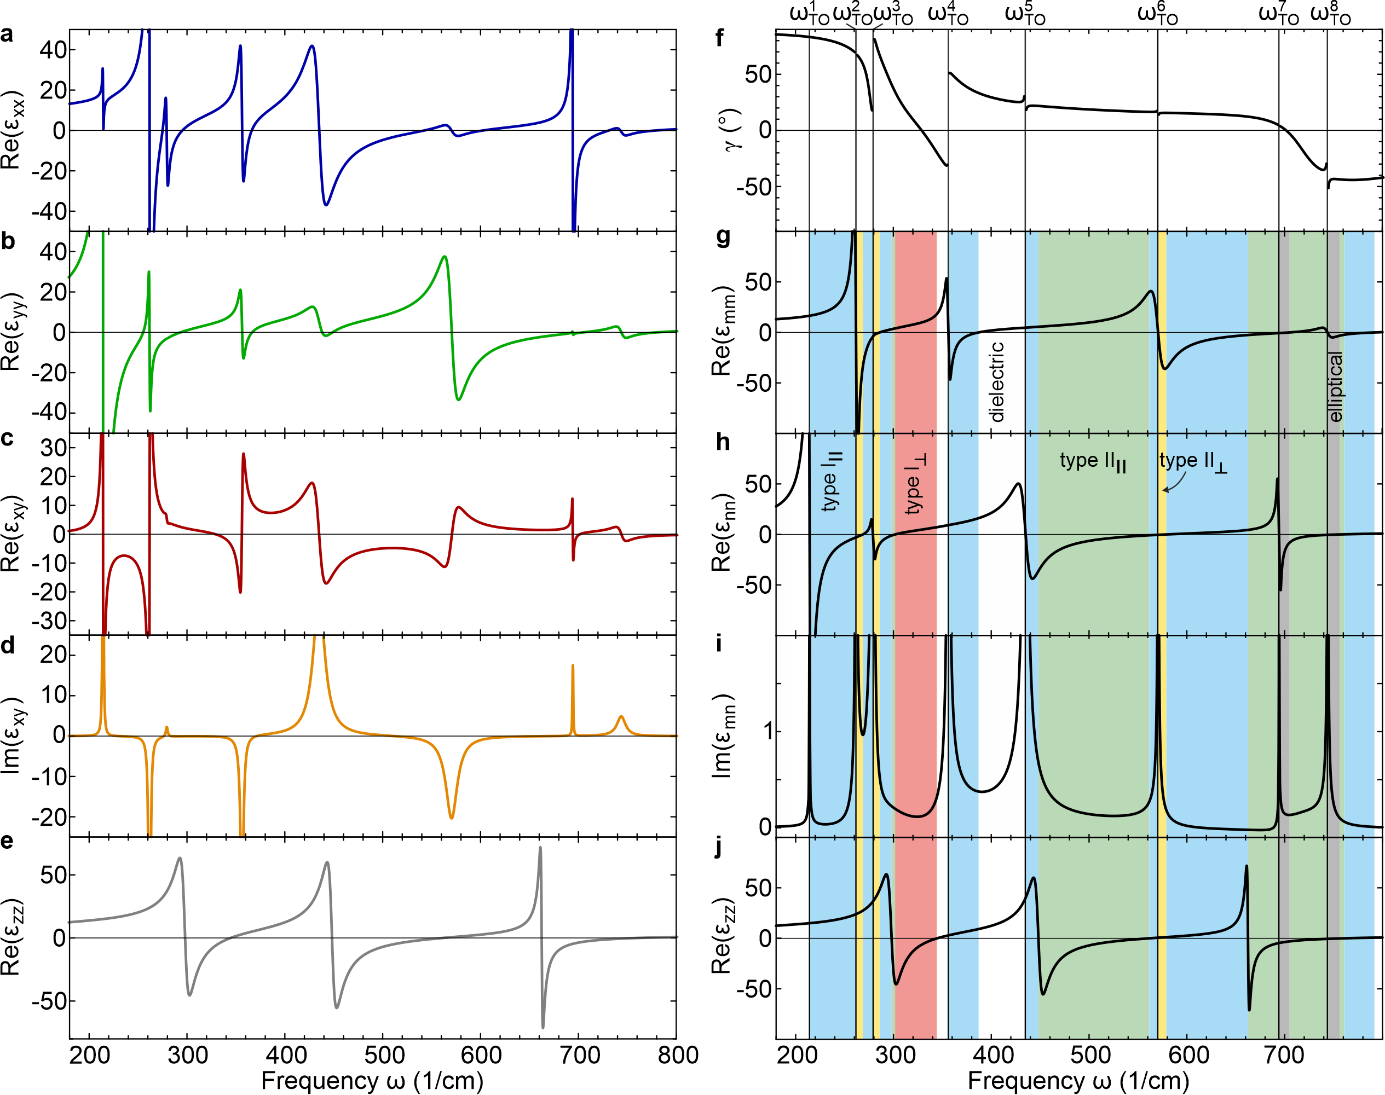 ω¹TO ω²TO ω³TO ω⁴TO ω⁵TO ω⁶TO ω⁷TO ω⁸TO
a
Re(εxx)
40
20
0
-20
-40
b
Re(εyy)
40
20
0
-20
-40
c
Re(εxy)
30
20
10
0
-10
-20
-30
d
Im(εxy)
20
10
0
-10
-20
e
Re(εzz)
50
0
-50
200 300 400 500 600 700 800
Frequency ω (1/cm)
f
γ (°)
50
0
-50
g
Re(εmm)
50
0
-50
dielectric
elliptical
h
Re(εnn)
50
0
-50
type I||
type I⊥
type II||
type II⊥
i
Im(εmn)
1
0
j
Re(εzz)
50
0
-50
200 300 400 500 600 700
Frequency ω (1/cm)